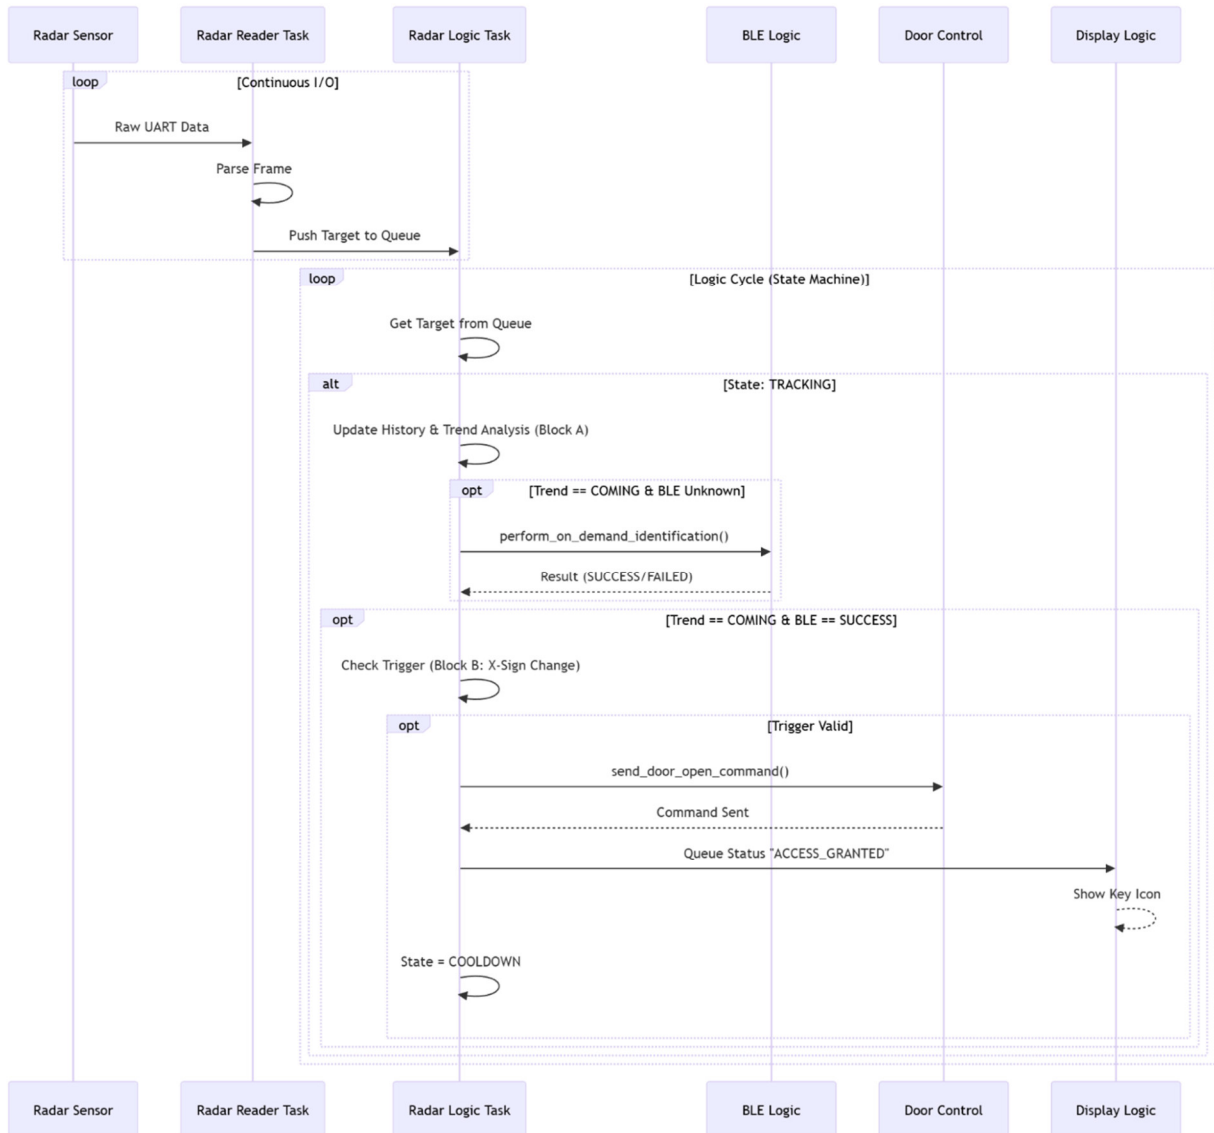 Radar Sensor
Radar Reader Task
Radar Logic Task
BLE Logic
Door Control
Display Logic
loop
[Continuous I/O]
Raw UART Data
Parse Frame
Push Target to Queue
loop
[Logic Cycle (State Machine)]
Get Target from Queue
alt
[State: TRACKING]
Update History & Trend Analysis (Block A)
opt
[Trend == COMING & BLE Unknown]
perform_on_demand_identification()
Result (SUCCESS/FAILED)
opt
[Trend == COMING & BLE == SUCCESS]
Check Trigger (Block B: X-Sign Change)
opt
[Trigger Valid]
send_door_open_command()
Command Sent
Queue Status "ACCESS_GRANTED"
Show Key Icon
State = COOLDOWN
Radar Sensor
Radar Reader Task
Radar Logic Task
BLE Logic
Door Control
Display Logic